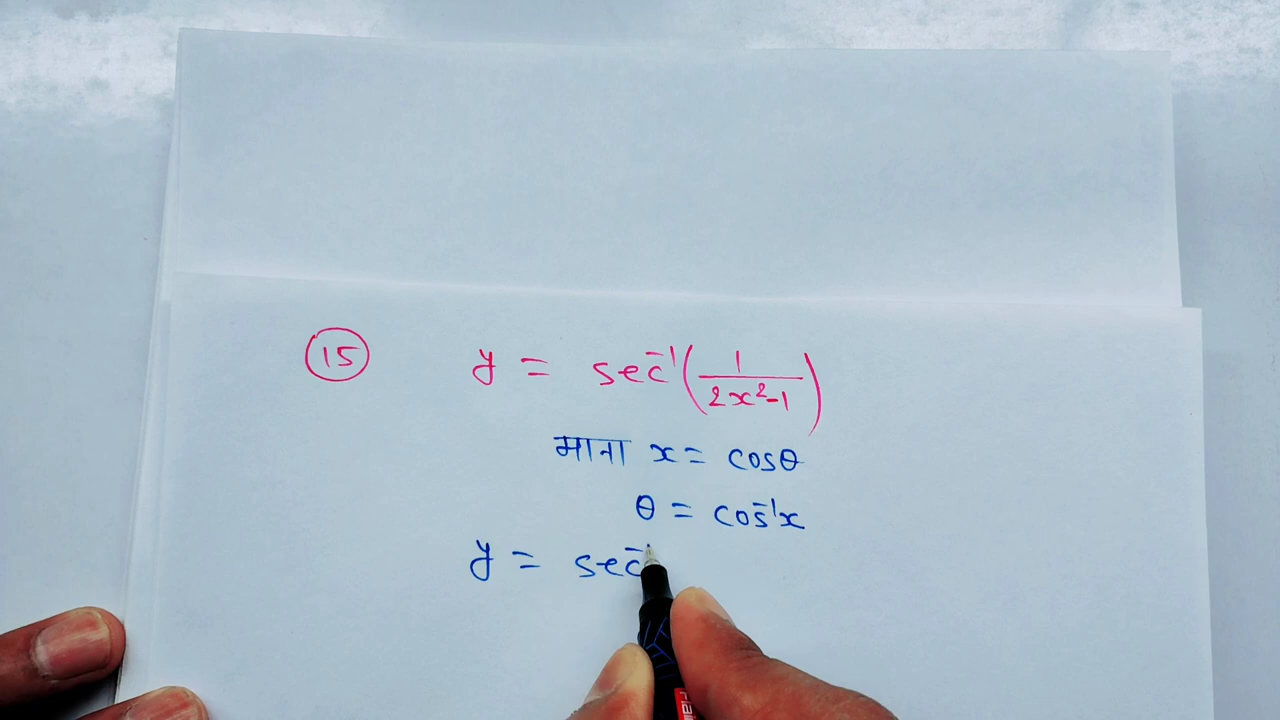 15 y = sec⁻¹(1/(2x²-1))
माना x = cosθ
θ = cos⁻¹x
y = sec⁻¹